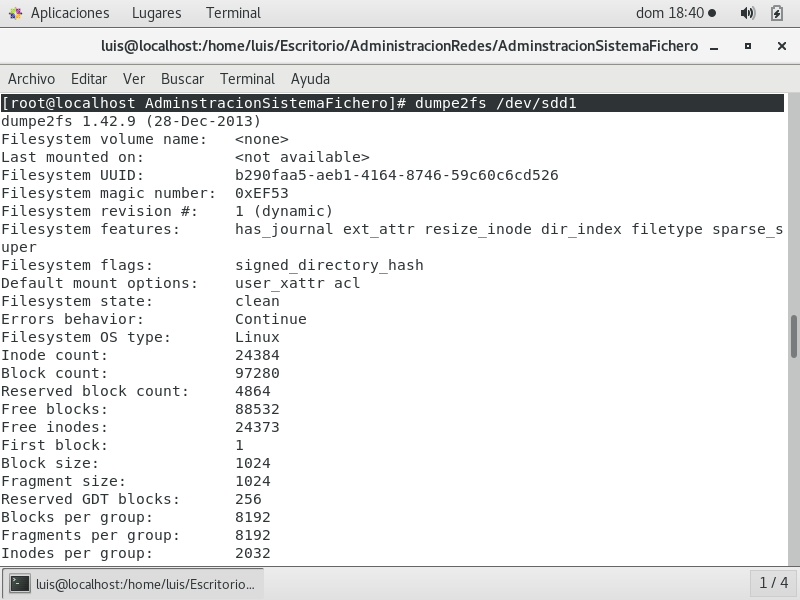 Aplicaciones Lugares Terminal dom 18:40
luis@localhost:/home/luis/Escritorio/AdministracionRedes/AdminstracionSistemaFichero
Archivo Editar Ver Buscar Terminal Ayuda
[root@localhost AdminstracionSistemaFichero]# dumpe2fs /dev/sdd1
dumpe2fs 1.42.9 (28-Dec-2013)
Filesystem volume name:   <none>
Last mounted on:          <not available>
Filesystem UUID:          b290faa5-aeb1-4164-8746-59c60c6cd526
Filesystem magic number:  0xEF53
Filesystem revision #:    1 (dynamic)
Filesystem features:      has_journal ext_attr resize_inode dir_index filetype sparse_s
uper
Filesystem flags:         signed_directory_hash
Default mount options:    user_xattr acl
Filesystem state:         clean
Errors behavior:          Continue
Filesystem OS type:       Linux
Inode count:              24384
Block count:              97280
Reserved block count:     4864
Free blocks:              88532
Free inodes:              24373
First block:              1
Block size:               1024
Fragment size:            1024
Reserved GDT blocks:      256
Blocks per group:         8192
Fragments per group:      8192
Inodes per group:         2032
luis@localhost:/home/luis/Escritorio... 1 / 4